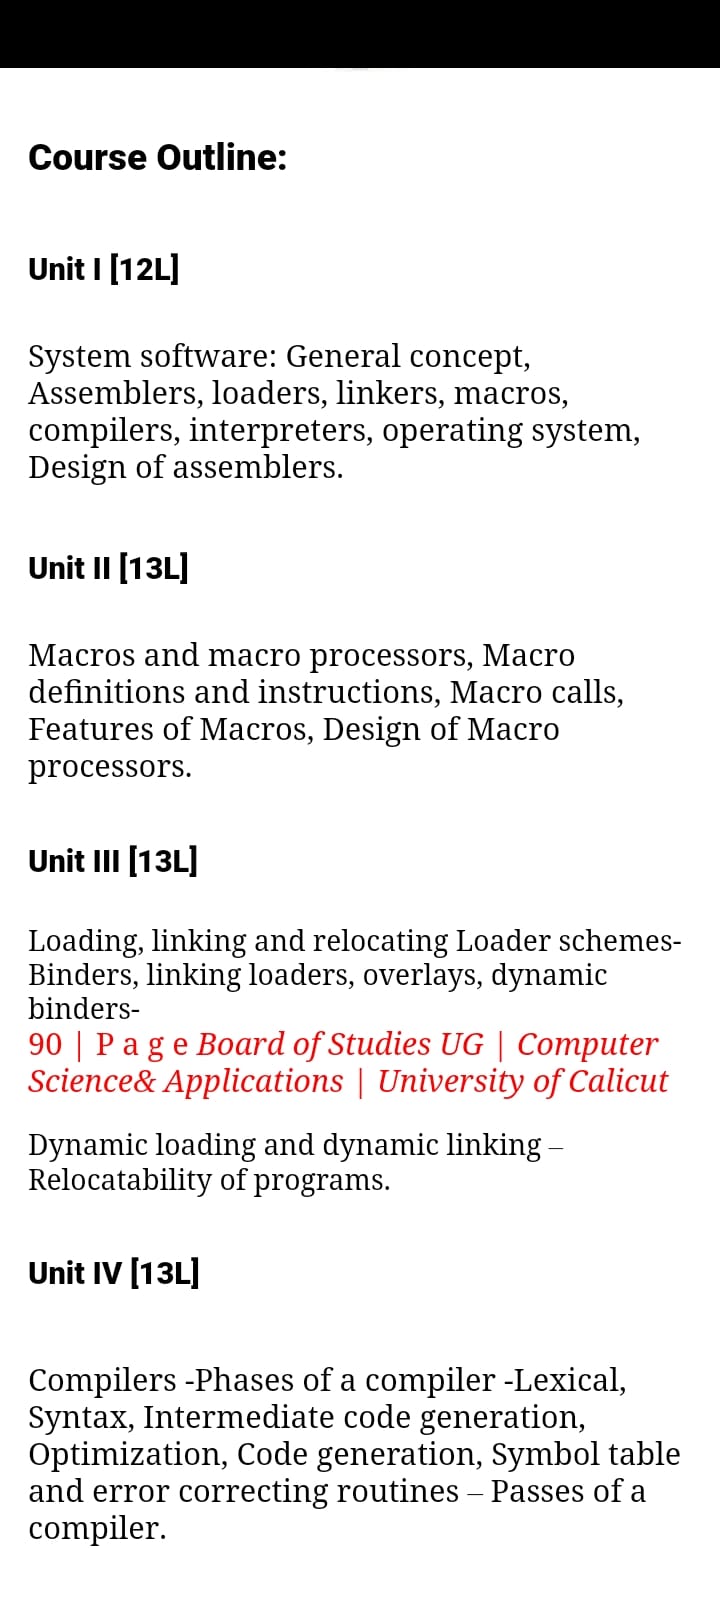 Course Outline:
Unit I [12L]
System software: General concept,
Assemblers, loaders, linkers, macros,
compilers, interpreters, operating system,
Design of assemblers.
Unit II [13L]
Macros and macro processors, Macro
definitions and instructions, Macro calls,
Features of Macros, Design of Macro
processors.
Unit III [13L]
Loading, linking and relocating Loader schemes-
Binders, linking loaders, overlays, dynamic
binders-
90 | P a g e Board of Studies UG | Computer
Science& Applications | University of Calicut
Dynamic loading and dynamic linking –
Relocatability of programs.
Unit IV [13L]
Compilers -Phases of a compiler -Lexical,
Syntax, Intermediate code generation,
Optimization, Code generation, Symbol table
and error correcting routines – Passes of a
compiler.